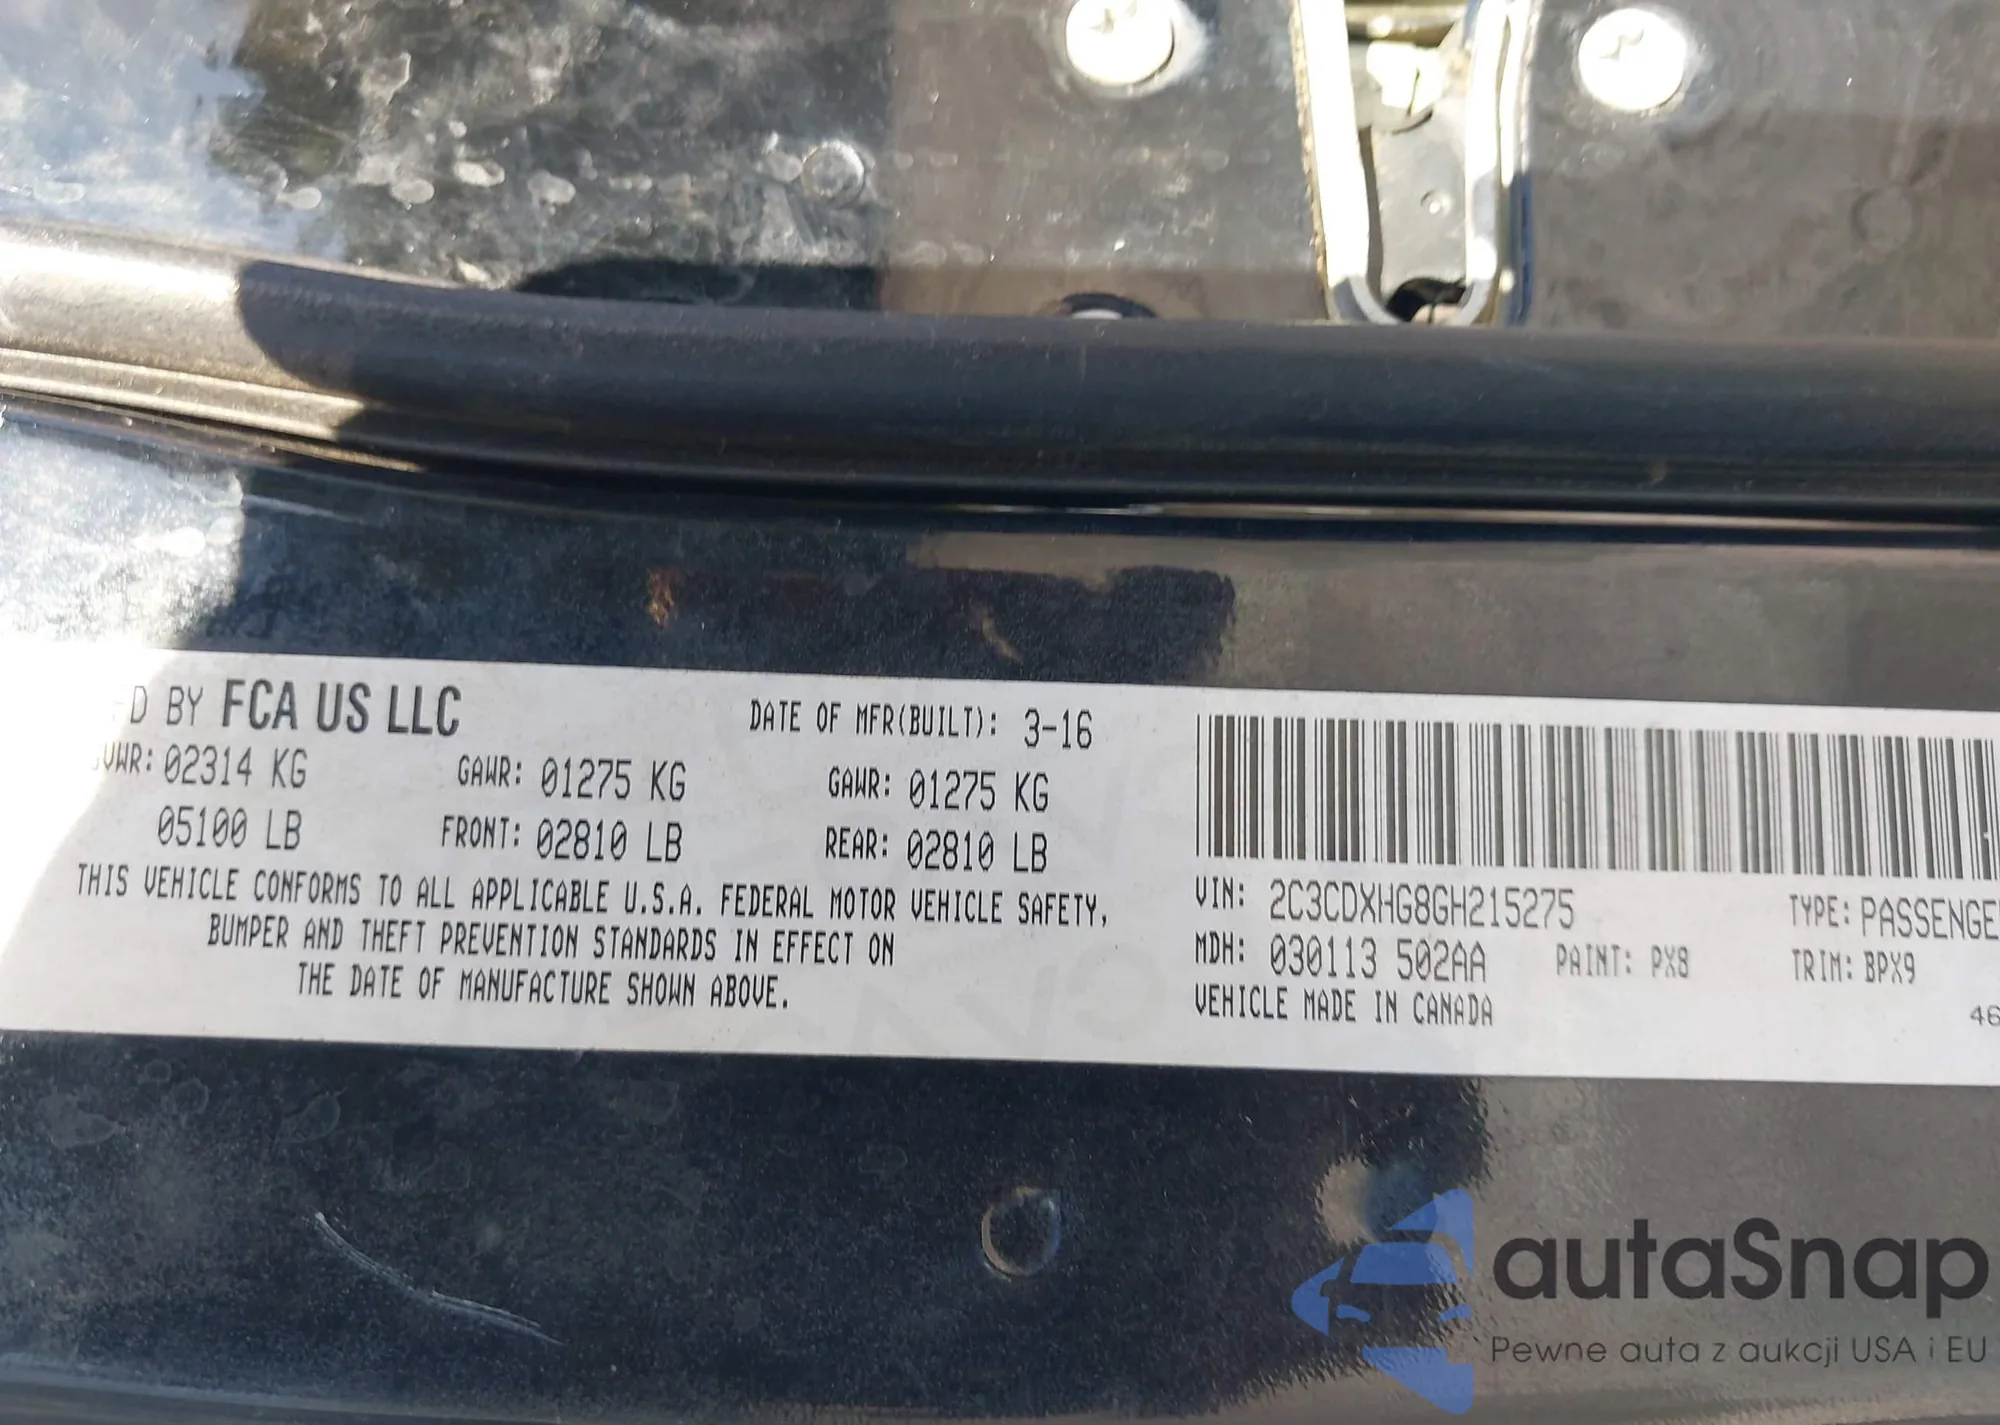 D BY FCA US LLC
DATE OF MFR(BUILT): 3-16
GVWR: 02314 KG
GAWR: 01275 KG
GAWR: 01275 KG
05100 LB
FRONT: 02810 LB
REAR: 02810 LB
THIS VEHICLE CONFORMS TO ALL APPLICABLE U.S.A. FEDERAL MOTOR VEHICLE SAFETY,
BUMPER AND THEFT PREVENTION STANDARDS IN EFFECT ON
THE DATE OF MANUFACTURE SHOWN ABOVE.
VIN: 2C3CDXHG8GH215275
TYPE: PASSENGE
MDH: 030113 502AA
PAINT: PX8
TRIM: BPX9
VEHICLE MADE IN CANADA
46
autaSnap
Pewne auta z aukcji USA i EU